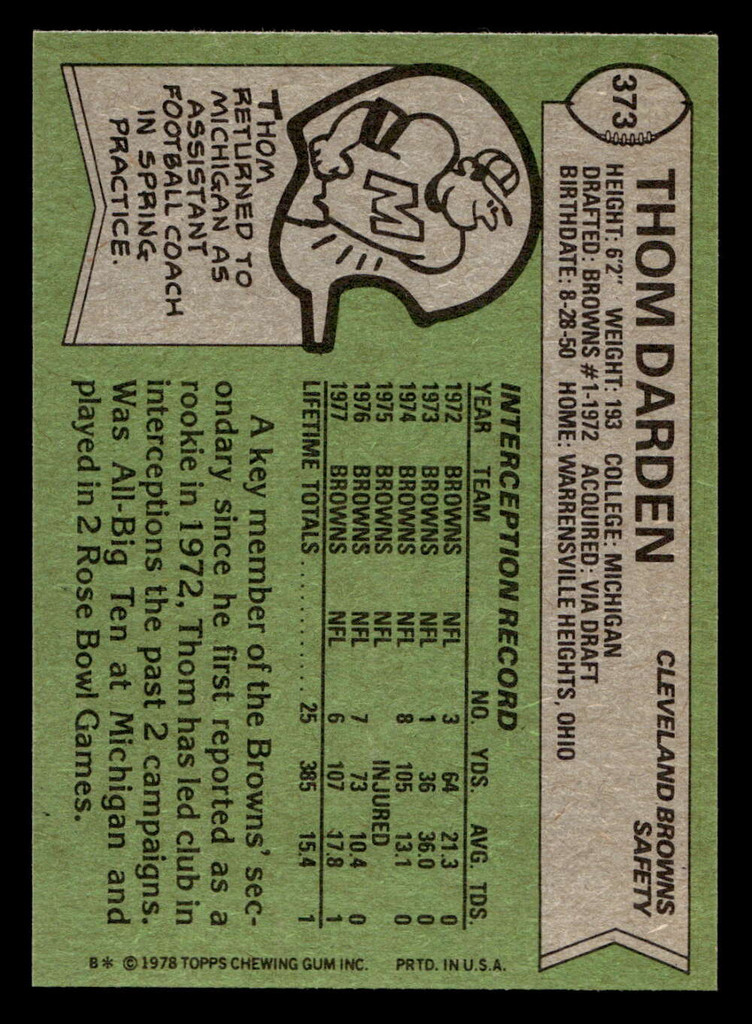 373
THOM DARDEN
CLEVELAND BROWNS
SAFETY
HEIGHT: 6'2" WEIGHT: 193 COLLEGE: MICHIGAN
DRAFTED: BROWNS #1-1972 ACQUIRED: VIA DRAFT
BIRTHDATE: 8-28-50 HOME: WARRENSVILLE HEIGHTS, OHIO
M
THOM
RETURNED TO
MICHIGAN AS
ASSISTANT
FOOTBALL COACH
IN SPRING
PRACTICE.
INTERCEPTION RECORD
YEAR TEAM NO. YDS. AVG. TDS.
1972 BROWNS NFL 3 64 21.3 0
1973 BROWNS NFL 1 36 36.0 0
1974 BROWNS NFL 8 105 13.1 0
1975 BROWNS NFL INJURED
1976 BROWNS NFL 7 73 10.4 0
1977 BROWNS NFL 6 107 17.8 1
LIFETIME TOTALS.......... 25 385 15.4 1
A key member of the Browns' sec-
ondary since he first reported as a
rookie in 1972, Thom has led club in
interceptions the past 2 campaigns.
Was All-Big Ten at Michigan and
played in 2 Rose Bowl Games.
B* © 1978 TOPPS CHEWING GUM INC. PRTD. IN U.S.A.